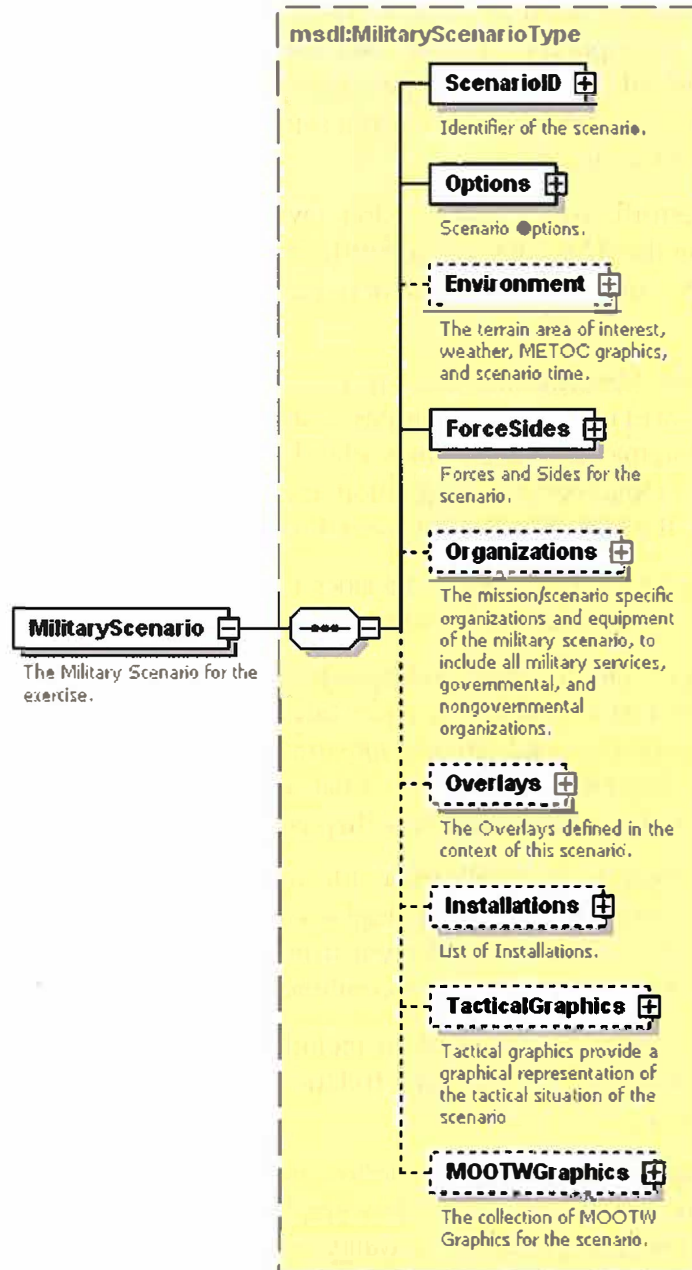 msdl:MilitaryScenarioType
ScenarioID
Identifier of the scenario.
Options
Scenario Options.
Environment
The terrain area of interest,
weather, METOC graphics,
and scenario time.
ForceSides
Forces and Sides for the
scenario.
Organizations
The mission/scenario specific
organizations and equipment
of the military scenario, to
include all military services,
governmental, and
nongovernmental
organizations.
MilitaryScenario
The Military Scenario for the
exercise.
Overlays
The Overlays defined in the
context of this scenario.
Installations
List of Installations.
TacticalGraphics
Tactical graphics provide a
graphical representation of
the tactical situation of the
scenario
MOOTWGraphics
The collection of MOOTW
Graphics for the scenario.